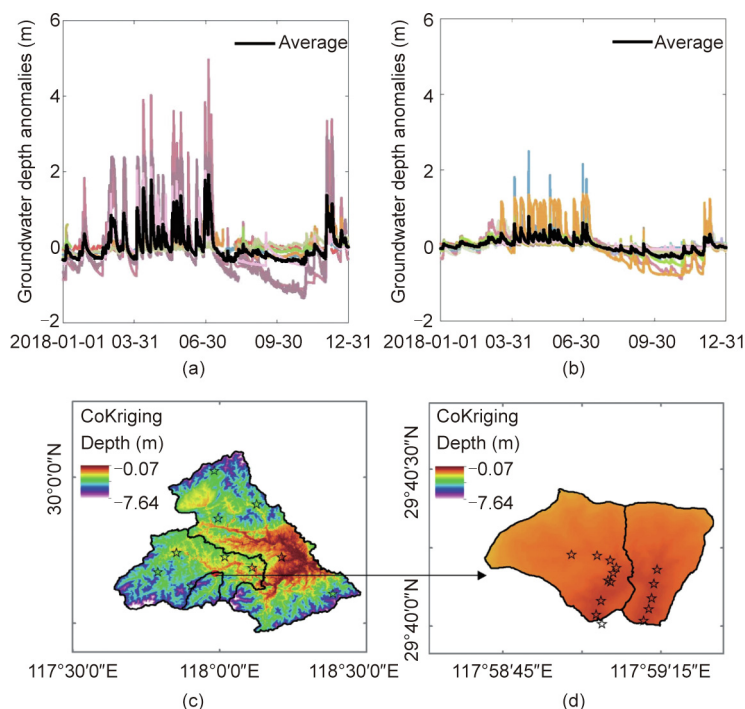 6
4
2
0
−2
Groundwater depth anomalies (m)
Average
2018-01-01 03-31 06-30 09-30 12-31
(a)
6
4
2
0
−2
Groundwater depth anomalies (m)
Average
2018-01-01 03-31 06-30 09-30 12-31
(b)
CoKriging
Depth (m)
−0.07
−7.64
30°0′0″N
117°30′0″E 118°0′0″E 118°30′0″E
(c)
CoKriging
Depth (m)
−0.07
−7.64
29°40′30″N
29°40′0″N
117°58′45″E 117°59′15″E
(d)